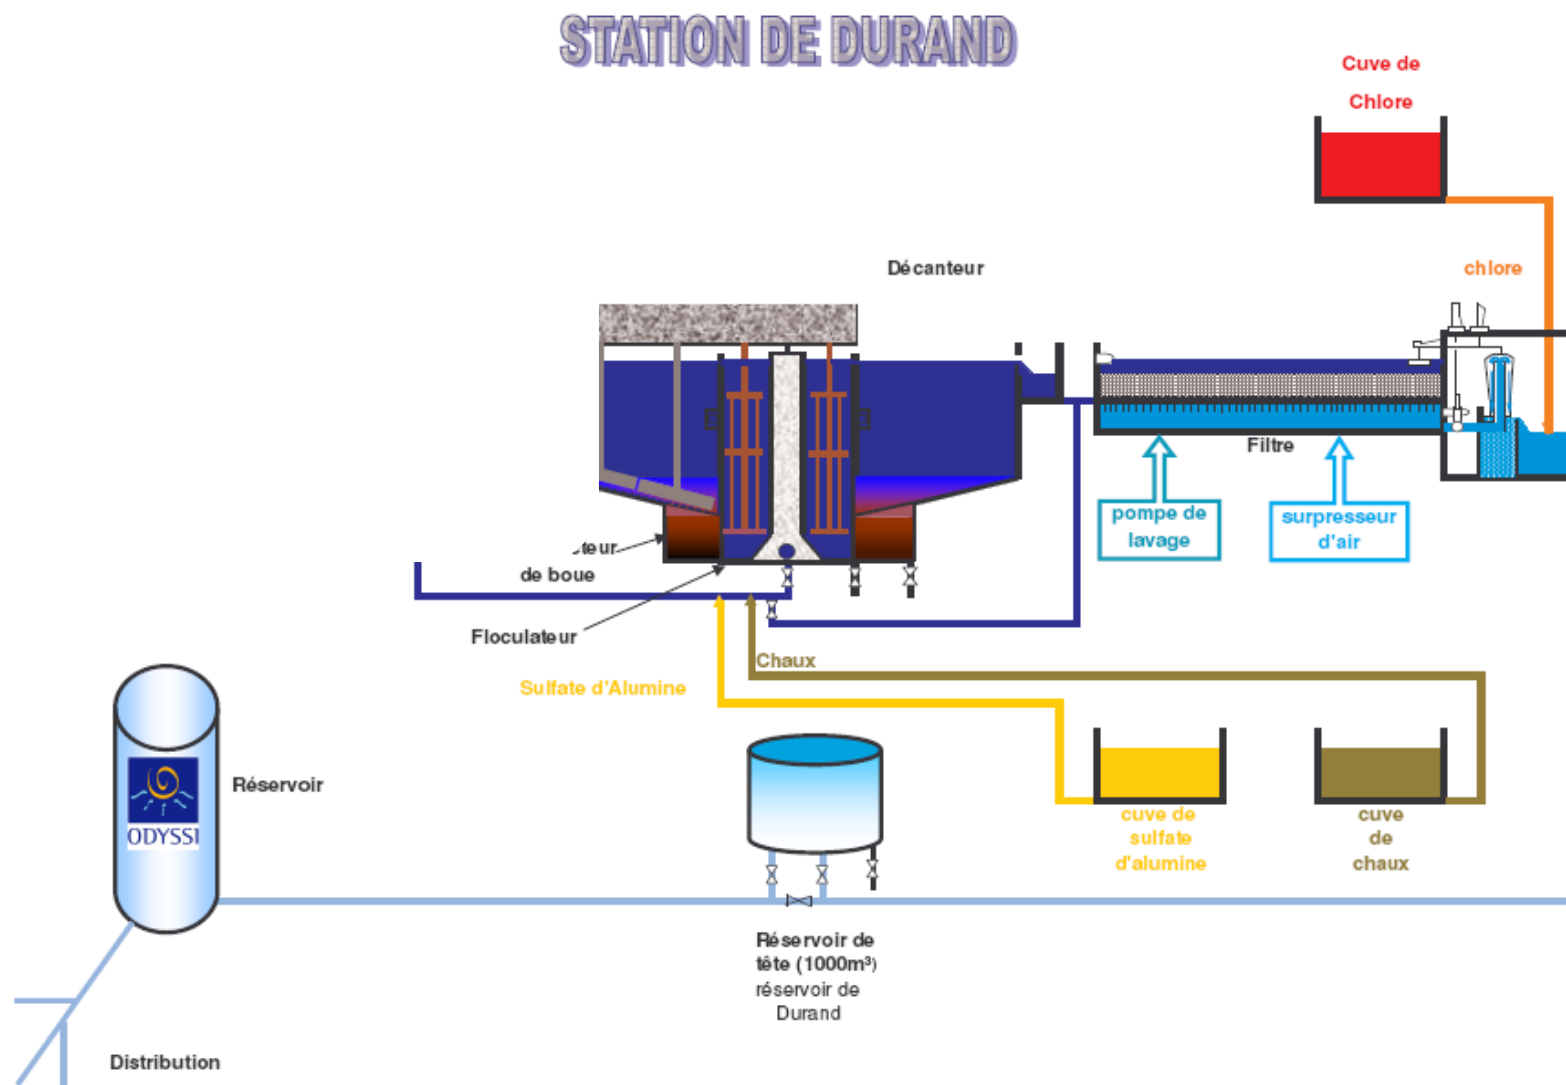 STATION DE DURAND
Cuve de
Chlore
Décanteur
chlore
Filtre
pompe de
lavage
surpresseur
d'air
de boue
Floculateur
Chaux
Sulfate d'Alumine
Réservoir
ODYSSI
cuve de
sulfate
d'alumine
cuve
de
chaux
Réservoir de
tête (1000m³)
réservoir de
Durand
Distribution